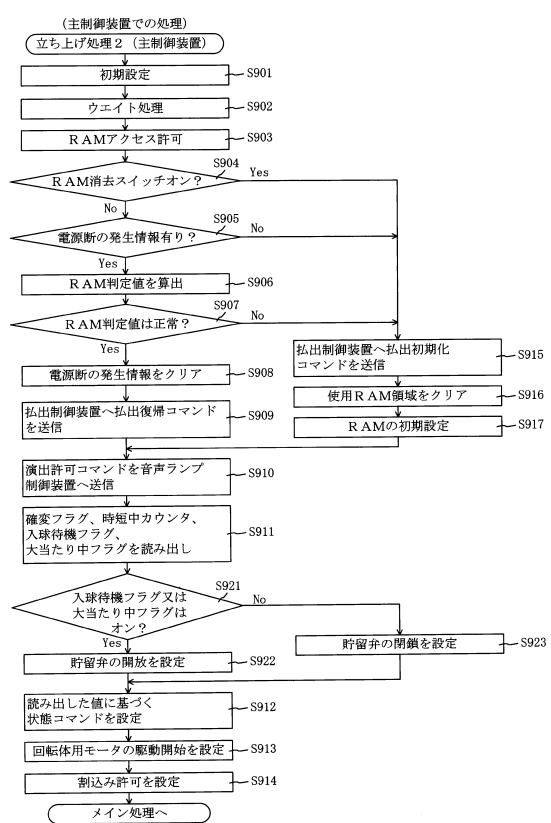 (主制御装置での処理)
立ち上げ処理2(主制御装置)
初期設定
S901
ウエイト処理
S902
RAMアクセス許可
S903
S904
RAM消去スイッチオン?
Yes
No
S905
電源断の発生情報有り?
No
Yes
RAM判定値を算出
S906
S907
RAM判定値は正常?
No
Yes
払出制御装置へ払出初期化
コマンドを送信
S915
電源断の発生情報をクリア
S908
使用RAM領域をクリア
S916
払出制御装置へ払出復帰コマンド
を送信
S909
RAMの初期設定
S917
演出許可コマンドを音声ランプ
制御装置へ送信
S910
確変フラグ、時短中カウンタ、
入球待機フラグ、
大当たり中フラグを読み出し
S911
S921
入球待機フラグ又は
大当たり中フラグは
オン?
No
Yes
貯留弁の閉鎖を設定
S923
貯留弁の開放を設定
S922
読み出した値に基づく
状態コマンドを設定
S912
回転体用モータの駆動開始を設定
S913
割込み許可を設定
S914
メイン処理へ